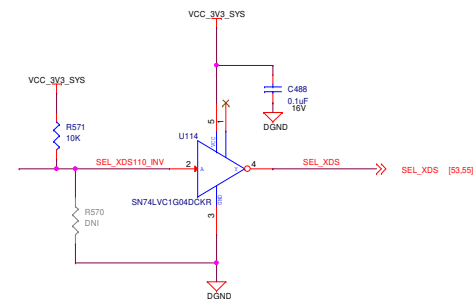 VCC_3V3_SYS
VCC_3V3_SYS
C488
0.1uF
16V
DGND
R571
10K
U114
5
1
VCC
SEL_XDS110_INV
2
A
Y
4
SEL_XDS
SEL_XDS [53,55]
SN74LVC1G04DCKR
GND
3
R570
DNI
DGND